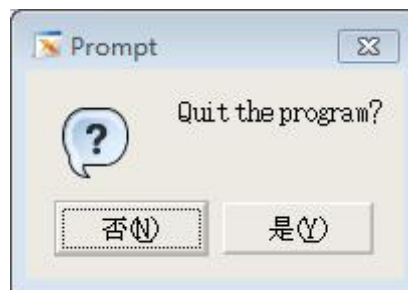 Prompt
Quit the program?
否(N) 是(Y)